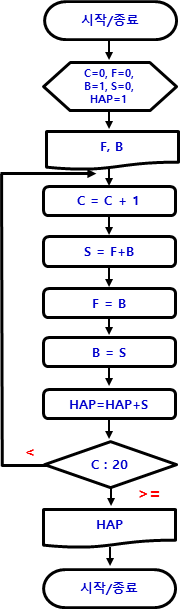 시작/종료
C=0, F=0,
B=1, S=0,
HAP=1
F, B
C = C + 1
S = F+B
F = B
B = S
HAP=HAP+S
<
C : 20
>=
HAP
시작/종료